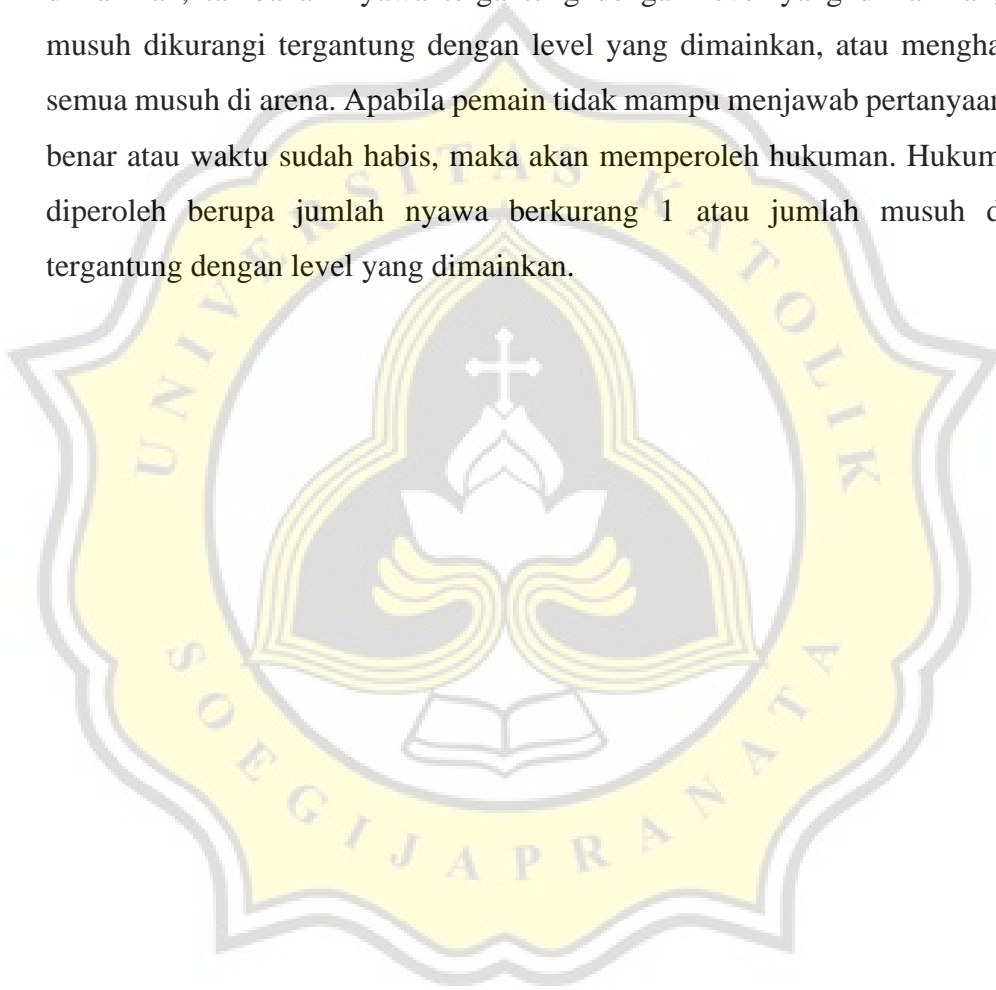 musuh dikurangi tergantung dengan level yang dimainkan, atau
semua musuh di arena. Apabila pemain tidak mampu menjawab
benar atau waktu sudah habis, maka akan memperoleh hukuman.
diperoleh berupa jumlah nyawa berkurang 1 atau jumlah musuh
tergantung dengan level yang dimainkan.
UNIVERSITAS KATOLIK
SOEGIJAPRANATA